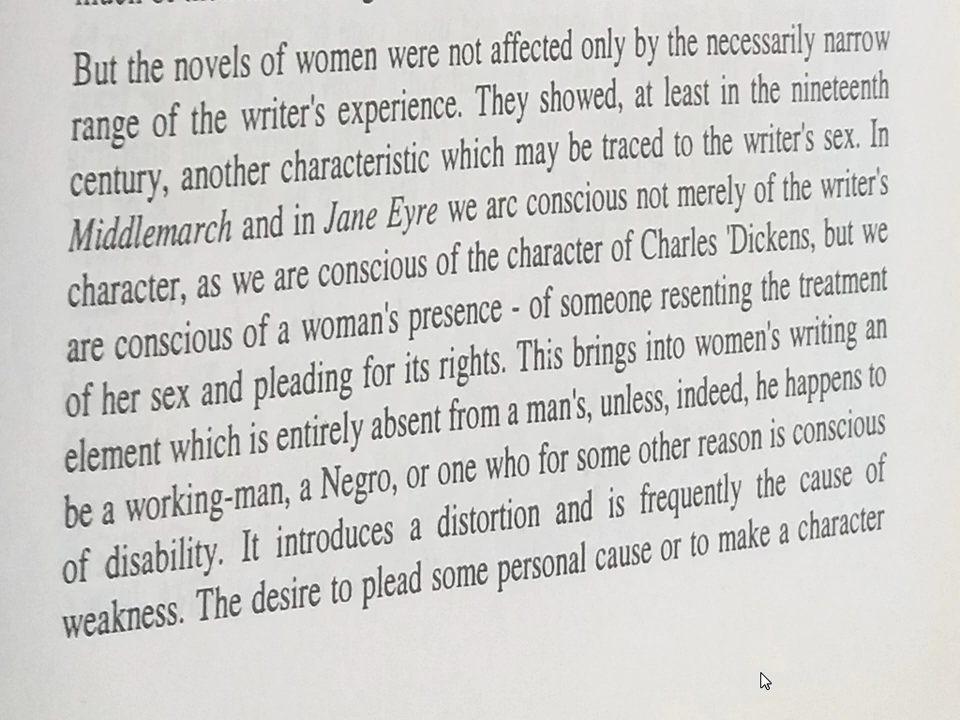 But the novels of women were not affected only by the necessarily narrow
range of the writer's experience. They showed, at least in the nineteenth
century, another characteristic which may be traced to the writer's sex. In
Middlemarch and in Jane Eyre we arc conscious not merely of the writer's
character, as we are conscious of the character of Charles 'Dickens, but we
are conscious of a woman's presence - of someone resenting the treatment
of her sex and pleading for its rights. This brings into women's writing an
element which is entirely absent from a man's, unless, indeed, he happens to
be a working-man, a Negro, or one who for some other reason is conscious
of disability. It introduces a distortion and is frequently the cause of
weakness. The desire to plead some personal cause or to make a character